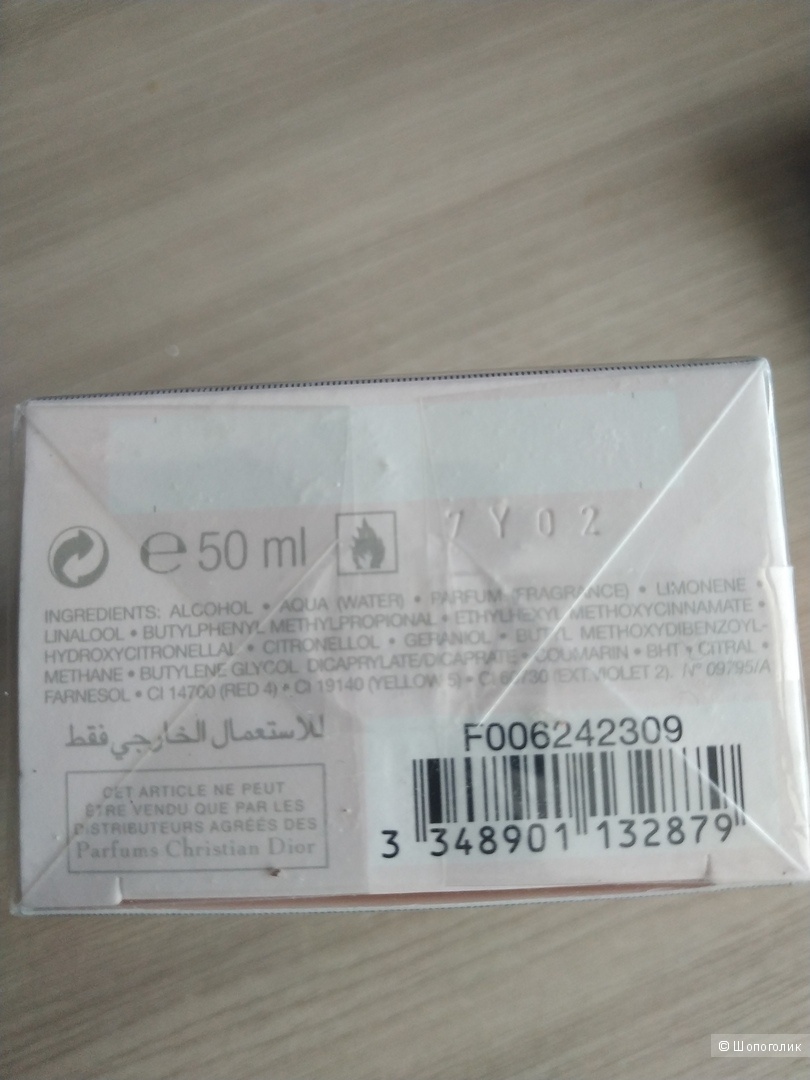 e 50 ml
7 Y 0 2
INGREDIENTS: ALCOHOL • AQUA (WATER) • PARFUM (FRAGRANCE) • LIMONENE •
LINALOOL • BUTYLPHENYL METHYLPROPIONAL • ETHYLHEXYL METHOXYCINNAMATE •
HYDROXYCITRONELLAL • CITRONELLOL • GERANIOL • BUTYL METHOXYDIBENZOYL-
METHANE • BUTYLENE GLYCOL DICAPRYLATE/DICAPRATE • COUMARIN • BHT • CITRAL •
FARNESOL • CI 14700 (RED 4) • CI 19140 (YELLOW 5) • CI 60730 (EXT.VIOLET 2). N° 09795/A
للاستعمال الخارجي فقط
CET ARTICLE NE PEUT
ÊTRE VENDU QUE PAR LES
DISTRIBUTEURS AGRÉÉS DES
Parfums Christian Dior
F006242309
3 348901 132879
© Шопоголик